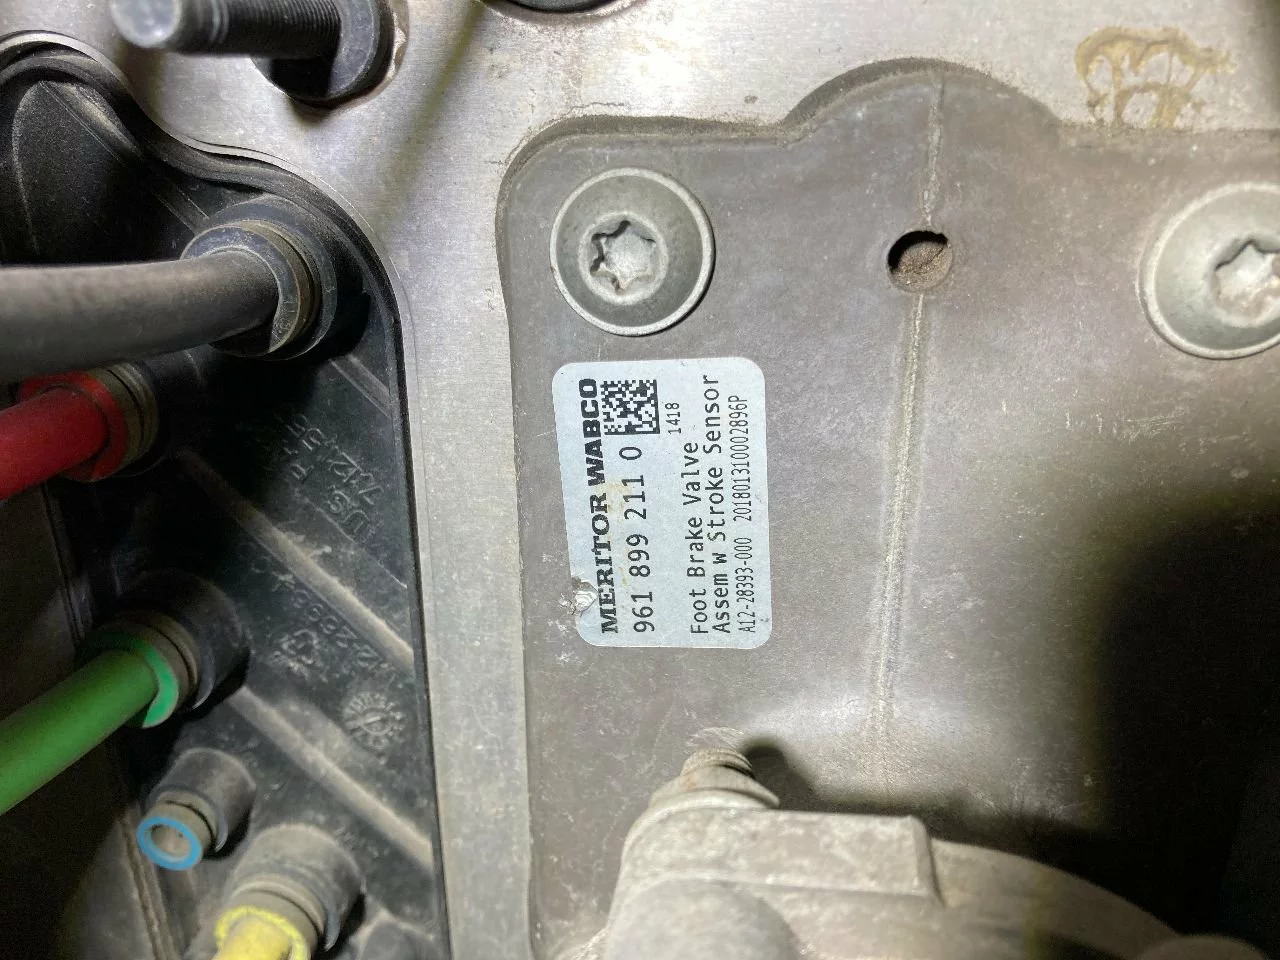 MERITOR WABCO
961 899 211 0
1418
Foot Brake Valve
Assem w Stroke Sensor
A12-28393-000 201801310002896P